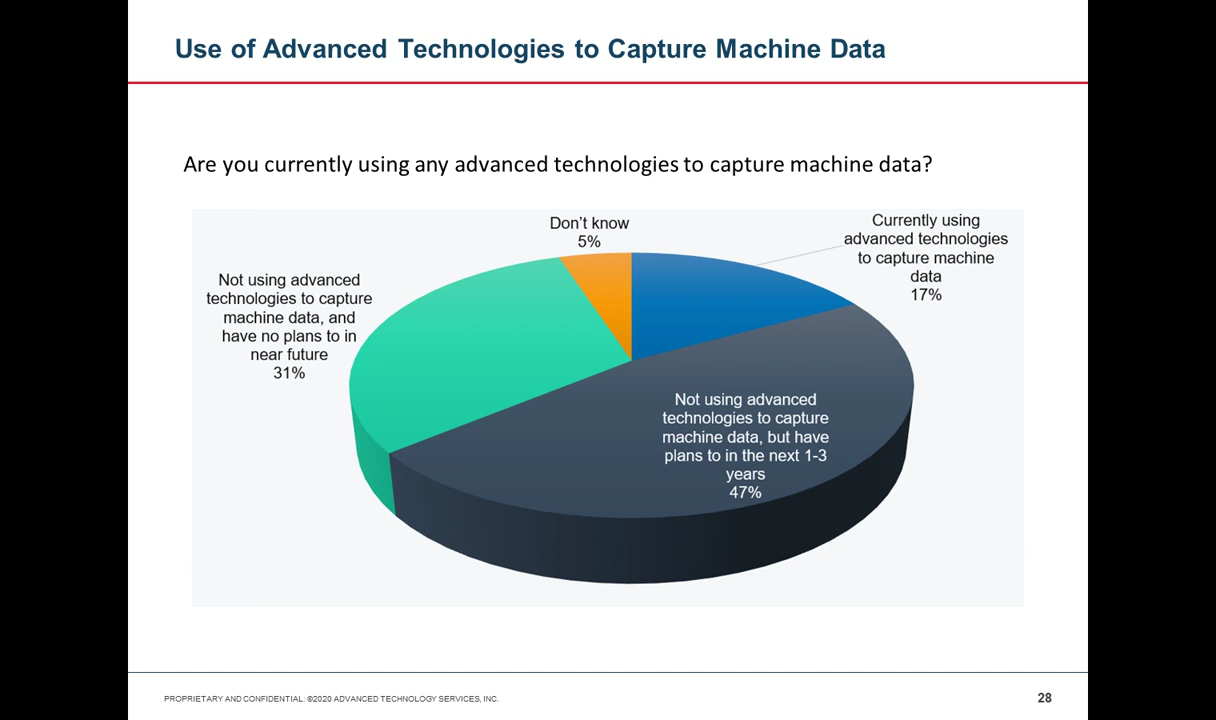 Use of Advanced Technologies to Capture Machine Data
Are you currently using any advanced technologies to capture machine data?
Don’t know
5%
Currently using
advanced technologies
to capture machine
data
17%
Not using advanced
technologies to capture
machine data, and
have no plans to in
near future
31%
Not using advanced
technologies to capture
machine data, but have
plans to in the next 1-3
years
47%
PROPRIETARY AND CONFIDENTIAL: ©2020 ADVANCED TECHNOLOGY SERVICES, INC.
28